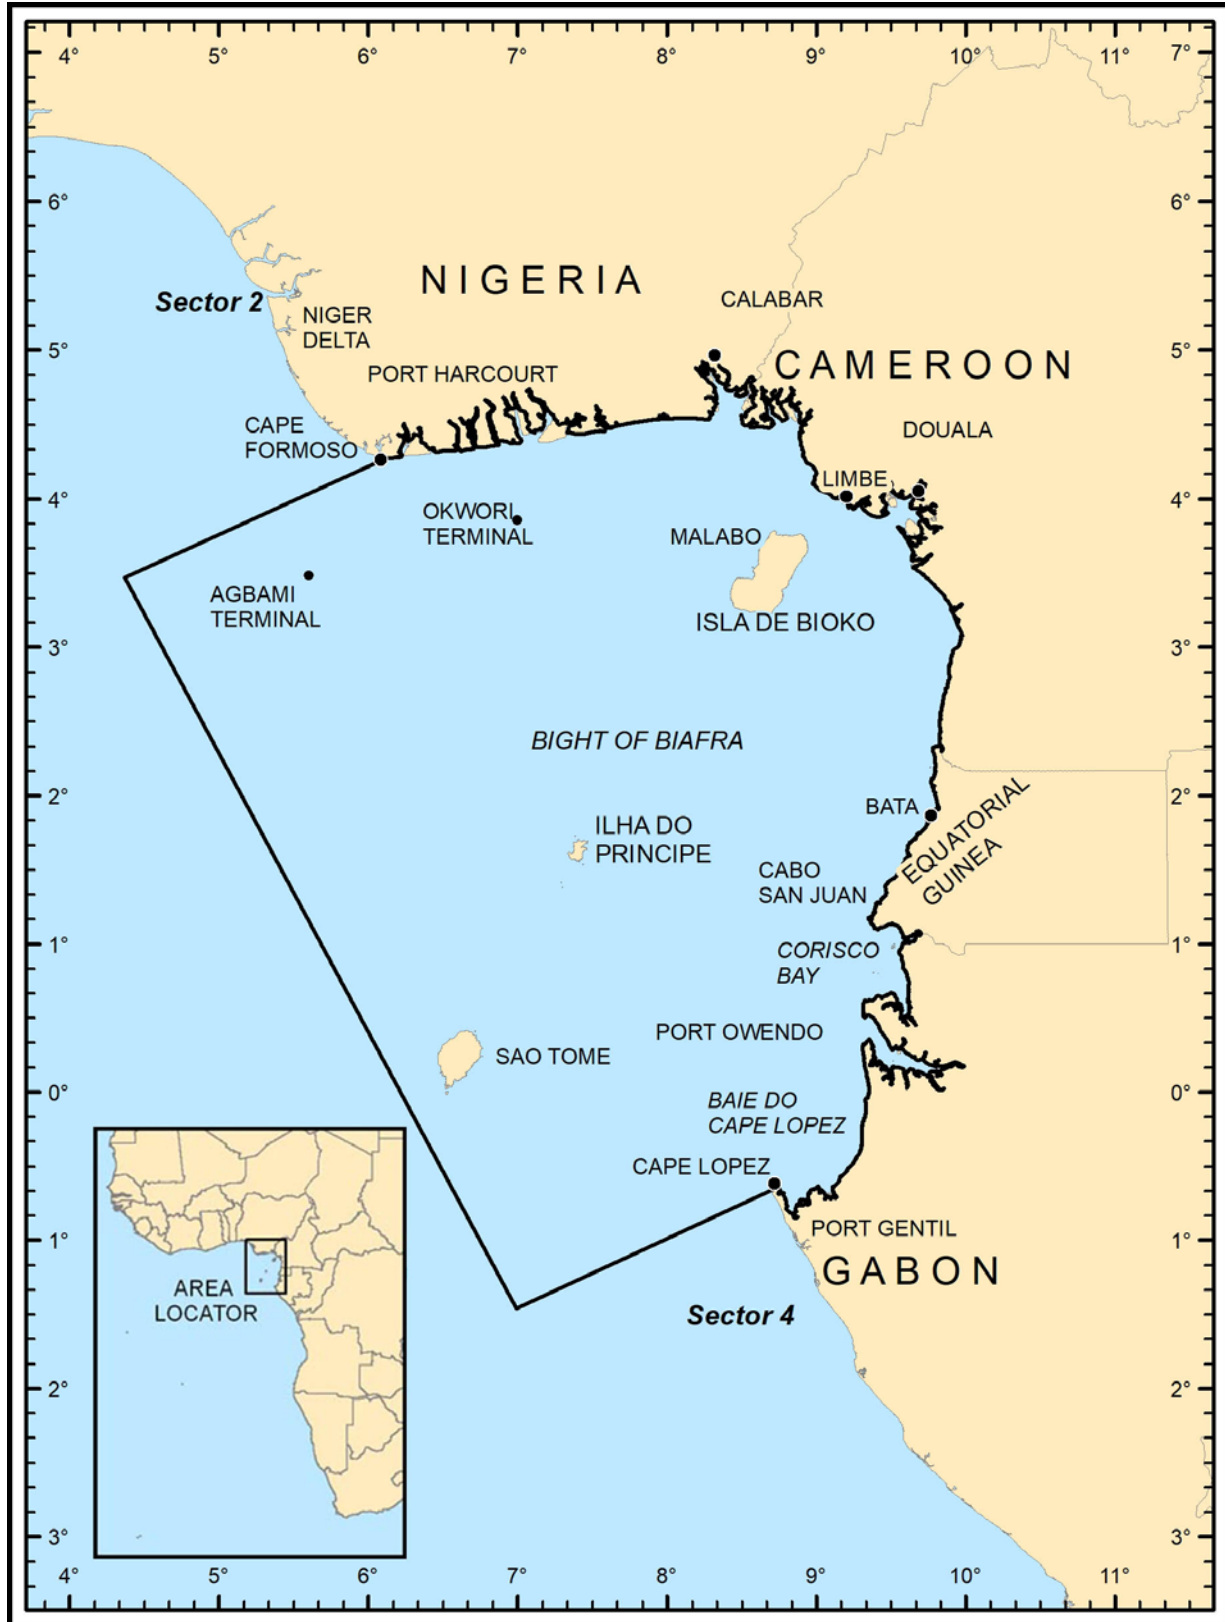 4° 5° 6° 7° 8° 9° 10° 11° 7°
6° 6°
NIGERIA
CALABAR
Sector 2
NIGER
DELTA
5° 5°
CAMEROON
PORT HARCOURT
CAPE
FORMOSO
DOUALA
LIMBE
4° 4°
OKWORI
TERMINAL
MALABO
AGBAMI
TERMINAL
ISLA DE BIOKO
3° 3°
BIGHT OF BIAFRA
2° 2°
BATA
EQUATORIAL
GUINEA
ILHA DO
PRINCIPE
CABO
SAN JUAN
1° 1°
CORISCO
BAY
PORT OWENDO
SAO TOME
0° 0°
BAIE DO
CAPE LOPEZ
CAPE LOPEZ
PORT GENTIL
1° 1°
GABON
AREA
LOCATOR
Sector 4
2° 2°
3° 3°
4° 5° 6° 7° 8° 9° 10° 11°